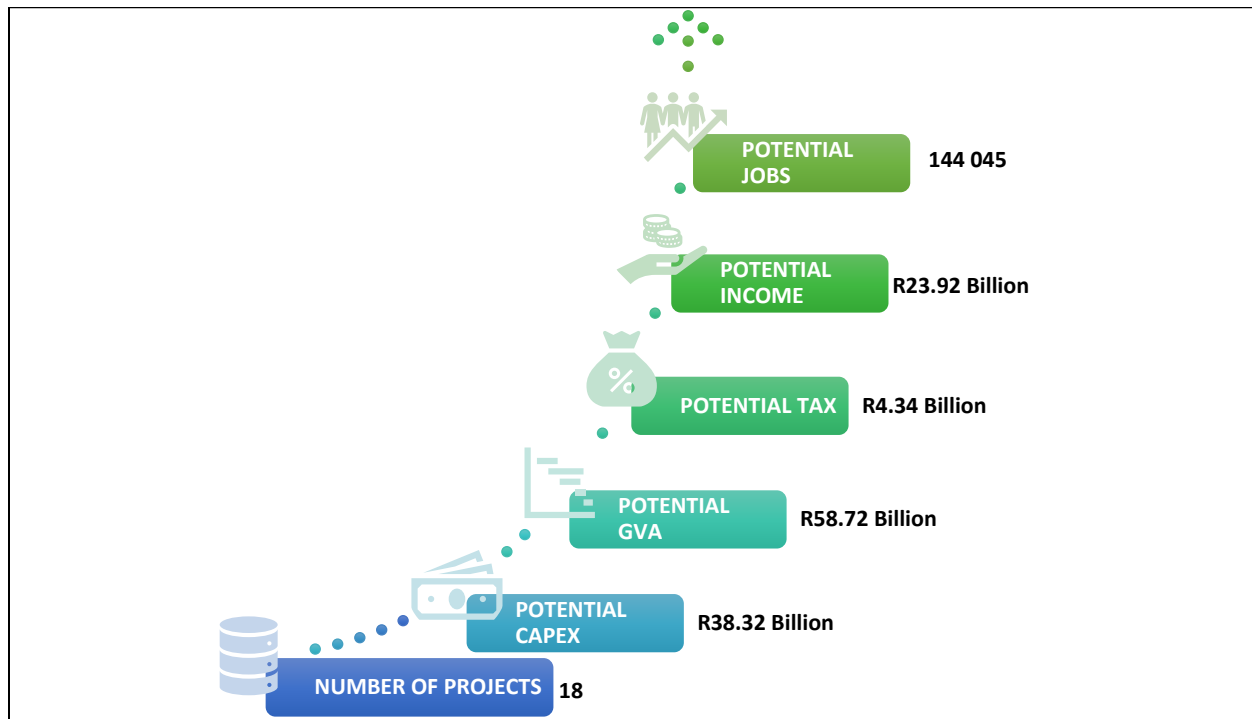 POTENTIAL
JOBS
144 045
POTENTIAL
INCOME
R23.92 Billion
%
POTENTIAL TAX
R4.34 Billion
POTENTIAL
GVA
R58.72 Billion
POTENTIAL
CAPEX
R38.32 Billion
NUMBER OF PROJECTS
18